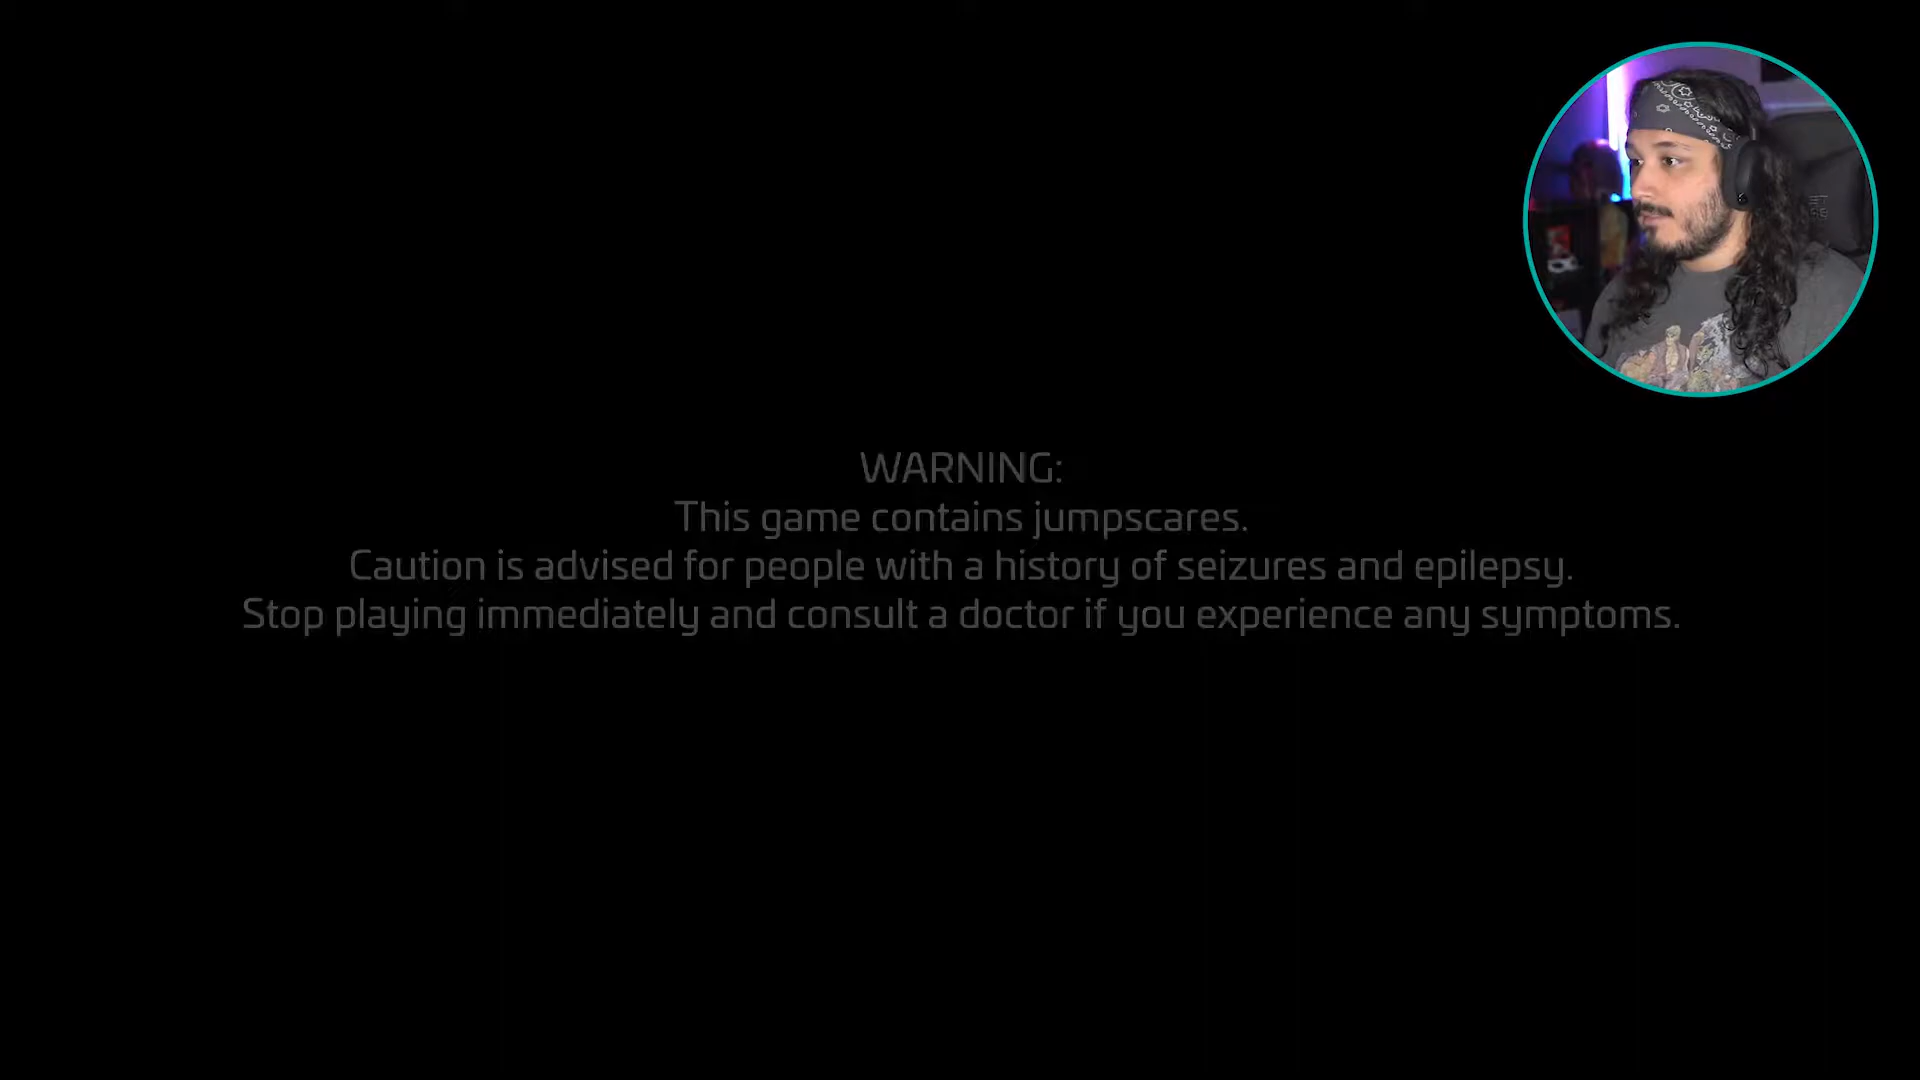 WARNING:
This game contains jumpscares.
Caution is advised for people with a history of seizures and epilepsy.
Stop playing immediately and consult a doctor if you experience any symptoms.